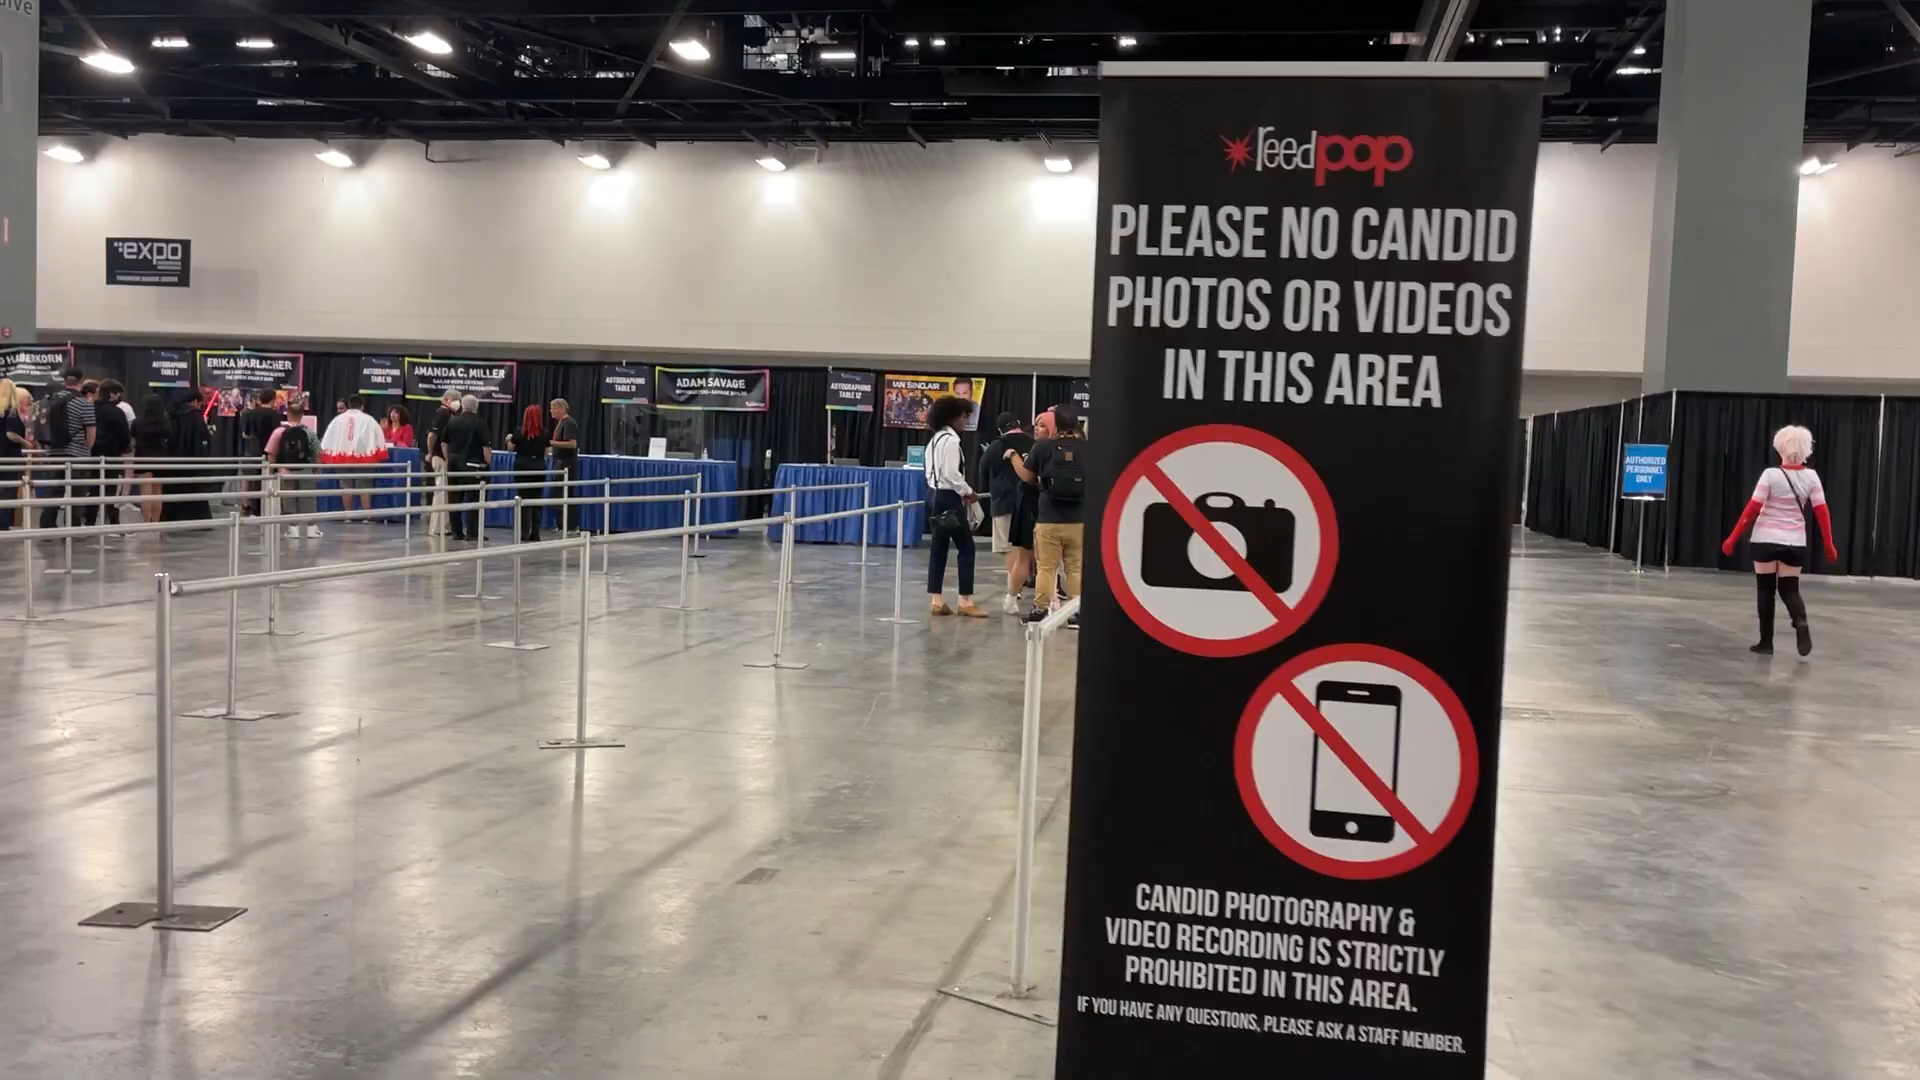 reedpop
PLEASE NO CANDID
PHOTOS OR VIDEOS
IN THIS AREA
CANDID PHOTOGRAPHY &
VIDEO RECORDING IS STRICTLY
PROHIBITED IN THIS AREA.
IF YOU HAVE ANY QUESTIONS, PLEASE ASK A STAFF MEMBER.
expo
HABERKORN
AUTOGRAPHING
TABLE 9
ERIKA HARLACHER
AUTOGRAPHING
TABLE 10
AMANDA C. MILLER
AUTOGRAPHING
TABLE 11
ADAM SAVAGE
AUTOGRAPHING
TABLE 12
IAN SINCLAIR
AUTHORIZED
PERSONNEL
ONLY